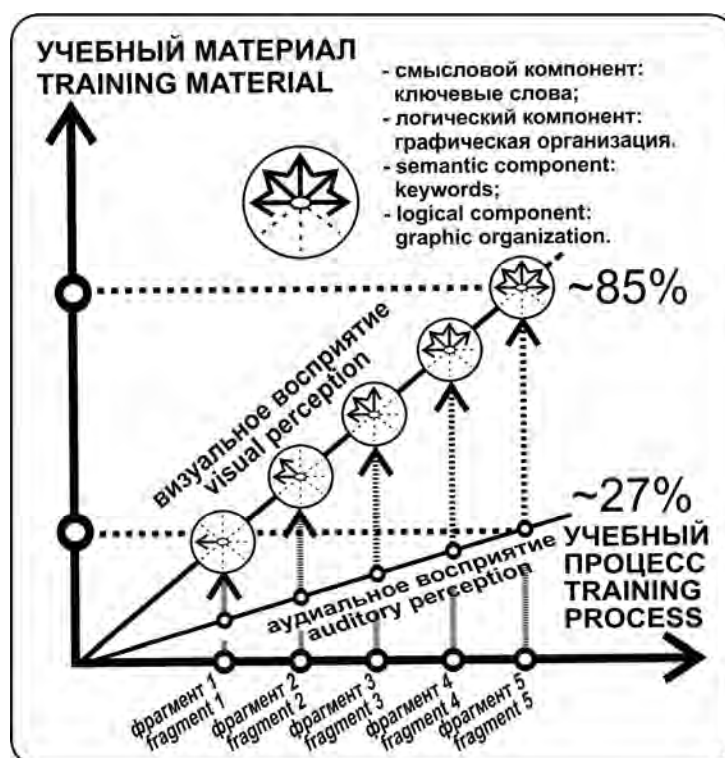 УЧЕБНЫЙ МАТЕРИАЛ
TRAINING MATERIAL
- смысловой компонент:
ключевые слова;
- логический компонент:
графическая организация.
- semantic component:
keywords;
- logical component:
graphic organization.
~85%
визуальное восприятие
visual perception
~27%
аудиальное восприятие
auditory perception
УЧЕБНЫЙ
ПРОЦЕСС
TRAINING
PROCESS
фрагмент 1
fragment 1
фрагмент 2
fragment 2
фрагмент 3
fragment 3
фрагмент 4
fragment 4
фрагмент 5
fragment 5